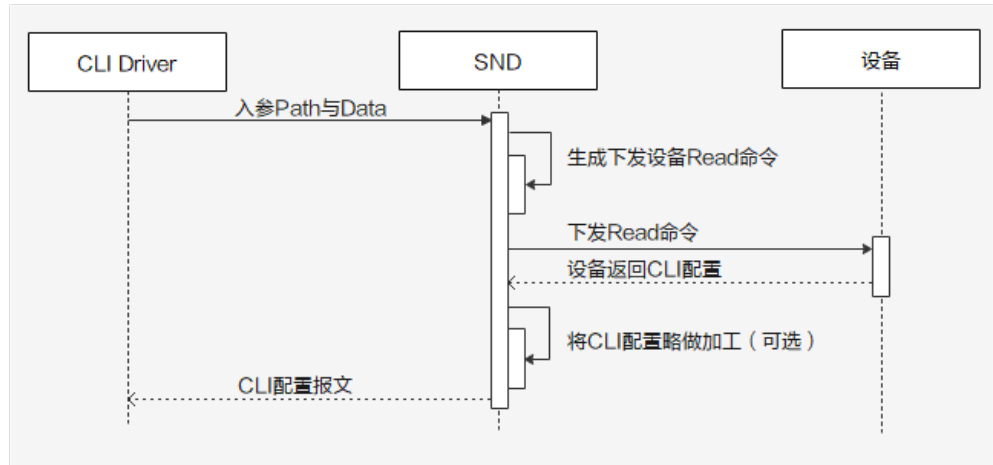 CLI Driver
SND
设备
入参Path与Data
生成下发设备Read命令
下发Read命令
设备返回CLI配置
将CLI配置略做加工（可选）
CLI配置报文